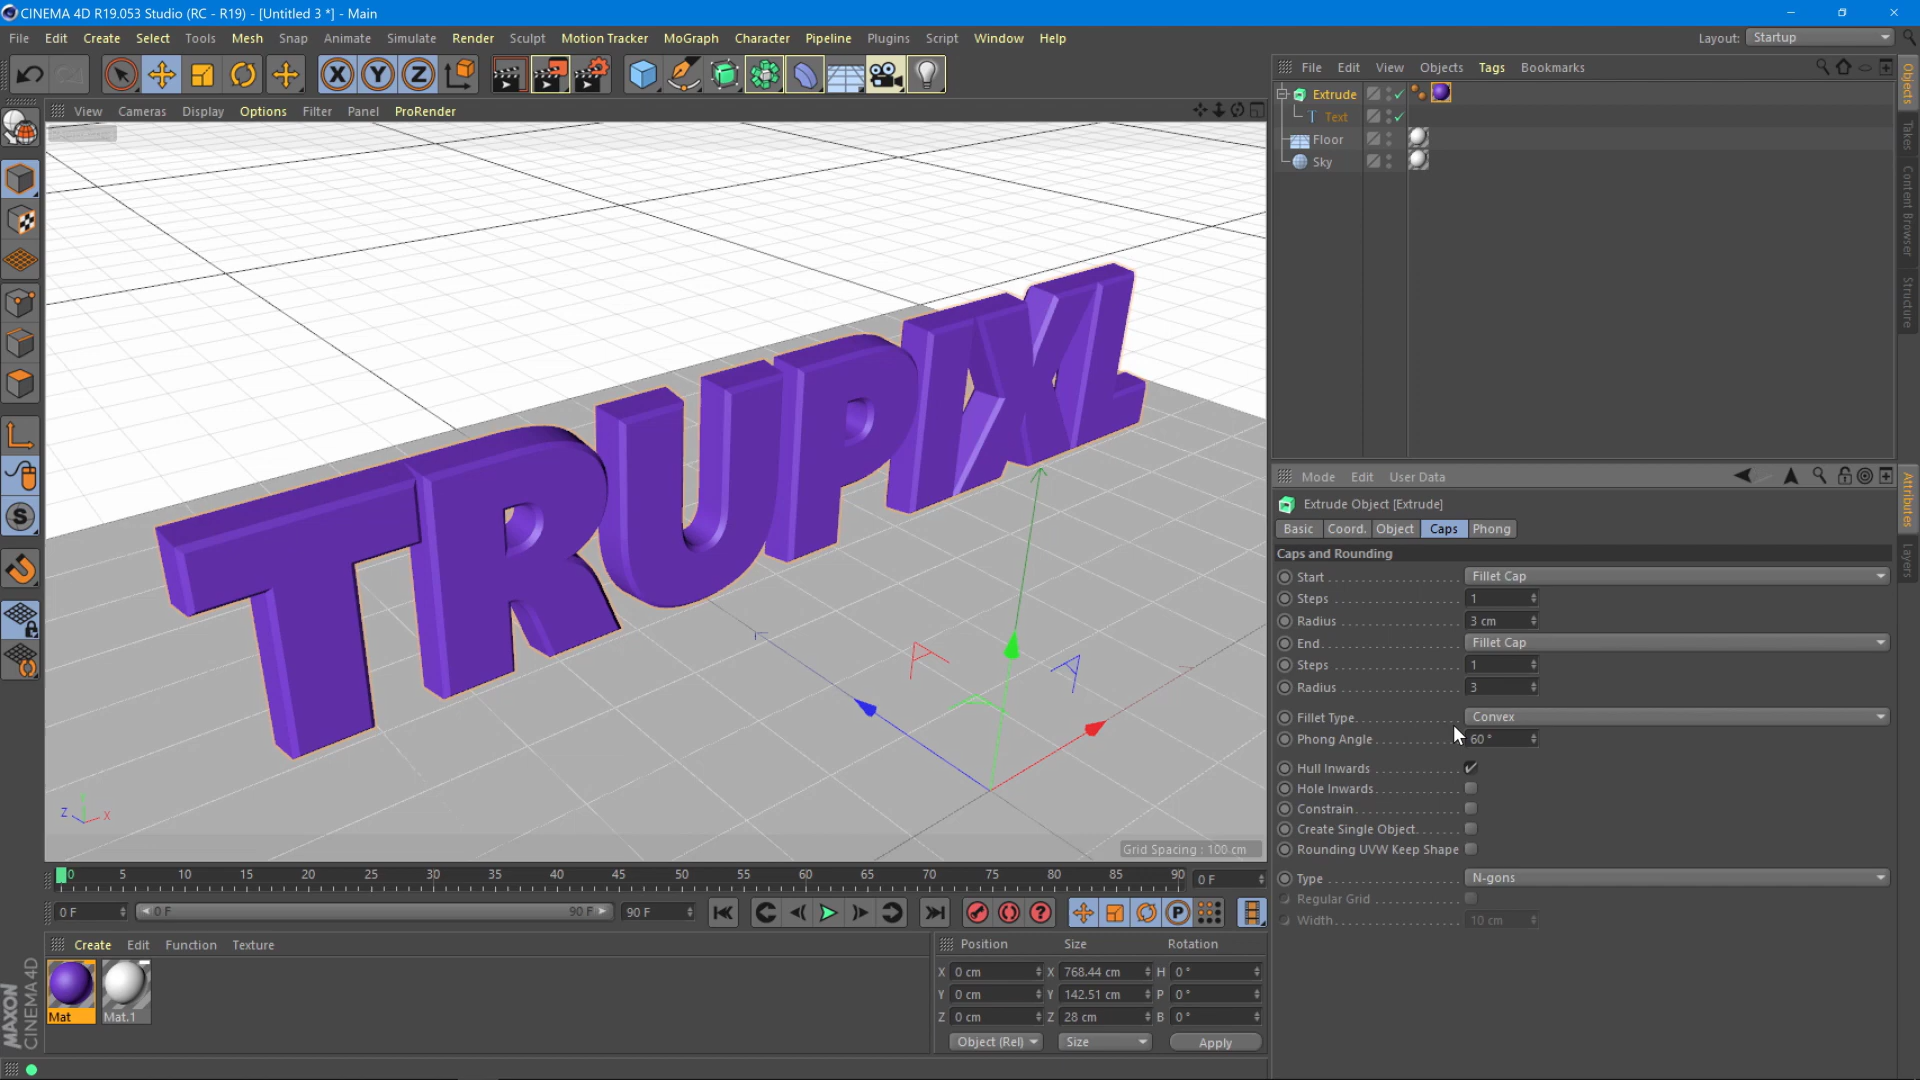 CINEMA 4D R19.053 Studio (RC - R19) - [Untitled 3 *] - Main
File Edit Create Select Tools Mesh Snap Animate Simulate Render Sculpt Motion Tracker MoGraph Character Pipeline Plugins Script Window Help
Layout: Startup
X Y Z
View Cameras Display Options Filter Panel ProRender
File Edit View Objects Tags Bookmarks
Extrude
Text
Floor
Sky
Objects
Takes
Content Browser
Structure
TRUPIXL
Z Y X
Grid Spacing : 100 cm
Mode Edit User Data
Extrude Object [Extrude]
Basic Coord. Object Caps Phong
Caps and Rounding
Start Fillet Cap
Steps 1
Radius 3 cm
End Fillet Cap
Steps 1
Radius 3
Fillet Type Convex
Phong Angle 60 °
Hull Inwards
Hole Inwards
Constrain
Create Single Object
Rounding UVW Keep Shape
Type N-gons
Regular Grid
Width 10 cm
Attributes
Layers
0 5 10 15 20 25 30 35 40 45 50 55 60 65 70 75 80 85 90 0 F
0 F 0 F 90 F 90 F
Create Edit Function Texture
Mat Mat.1
Position Size Rotation
X 0 cm X 768.44 cm H 0 °
Y 0 cm Y 142.51 cm P 0 °
Z 0 cm Z 28 cm B 0 °
Object (Rel) Size Apply
MAXON
CINEMA 4D